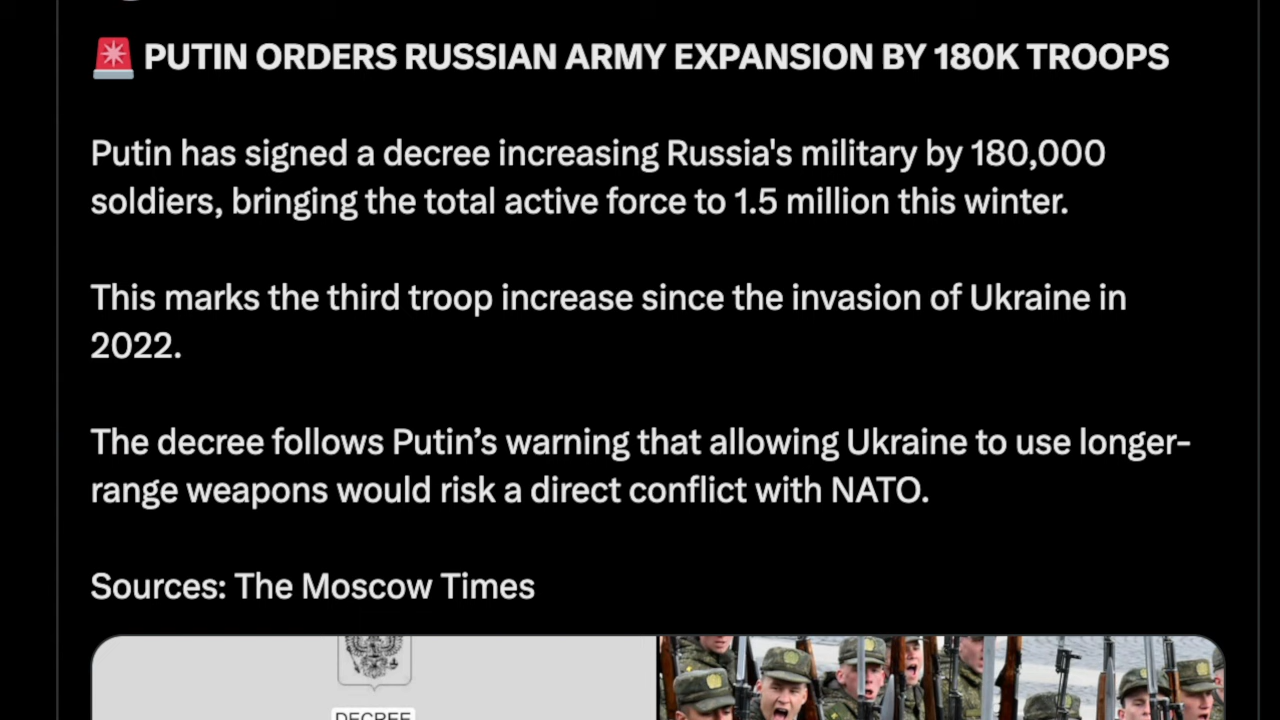 🚨 PUTIN ORDERS RUSSIAN ARMY EXPANSION BY 180K TROOPS
Putin has signed a decree increasing Russia's military by 180,000
soldiers, bringing the total active force to 1.5 million this winter.
This marks the third troop increase since the invasion of Ukraine in
2022.
The decree follows Putin’s warning that allowing Ukraine to use longer-
range weapons would risk a direct conflict with NATO.
Sources: The Moscow Times
DECREE